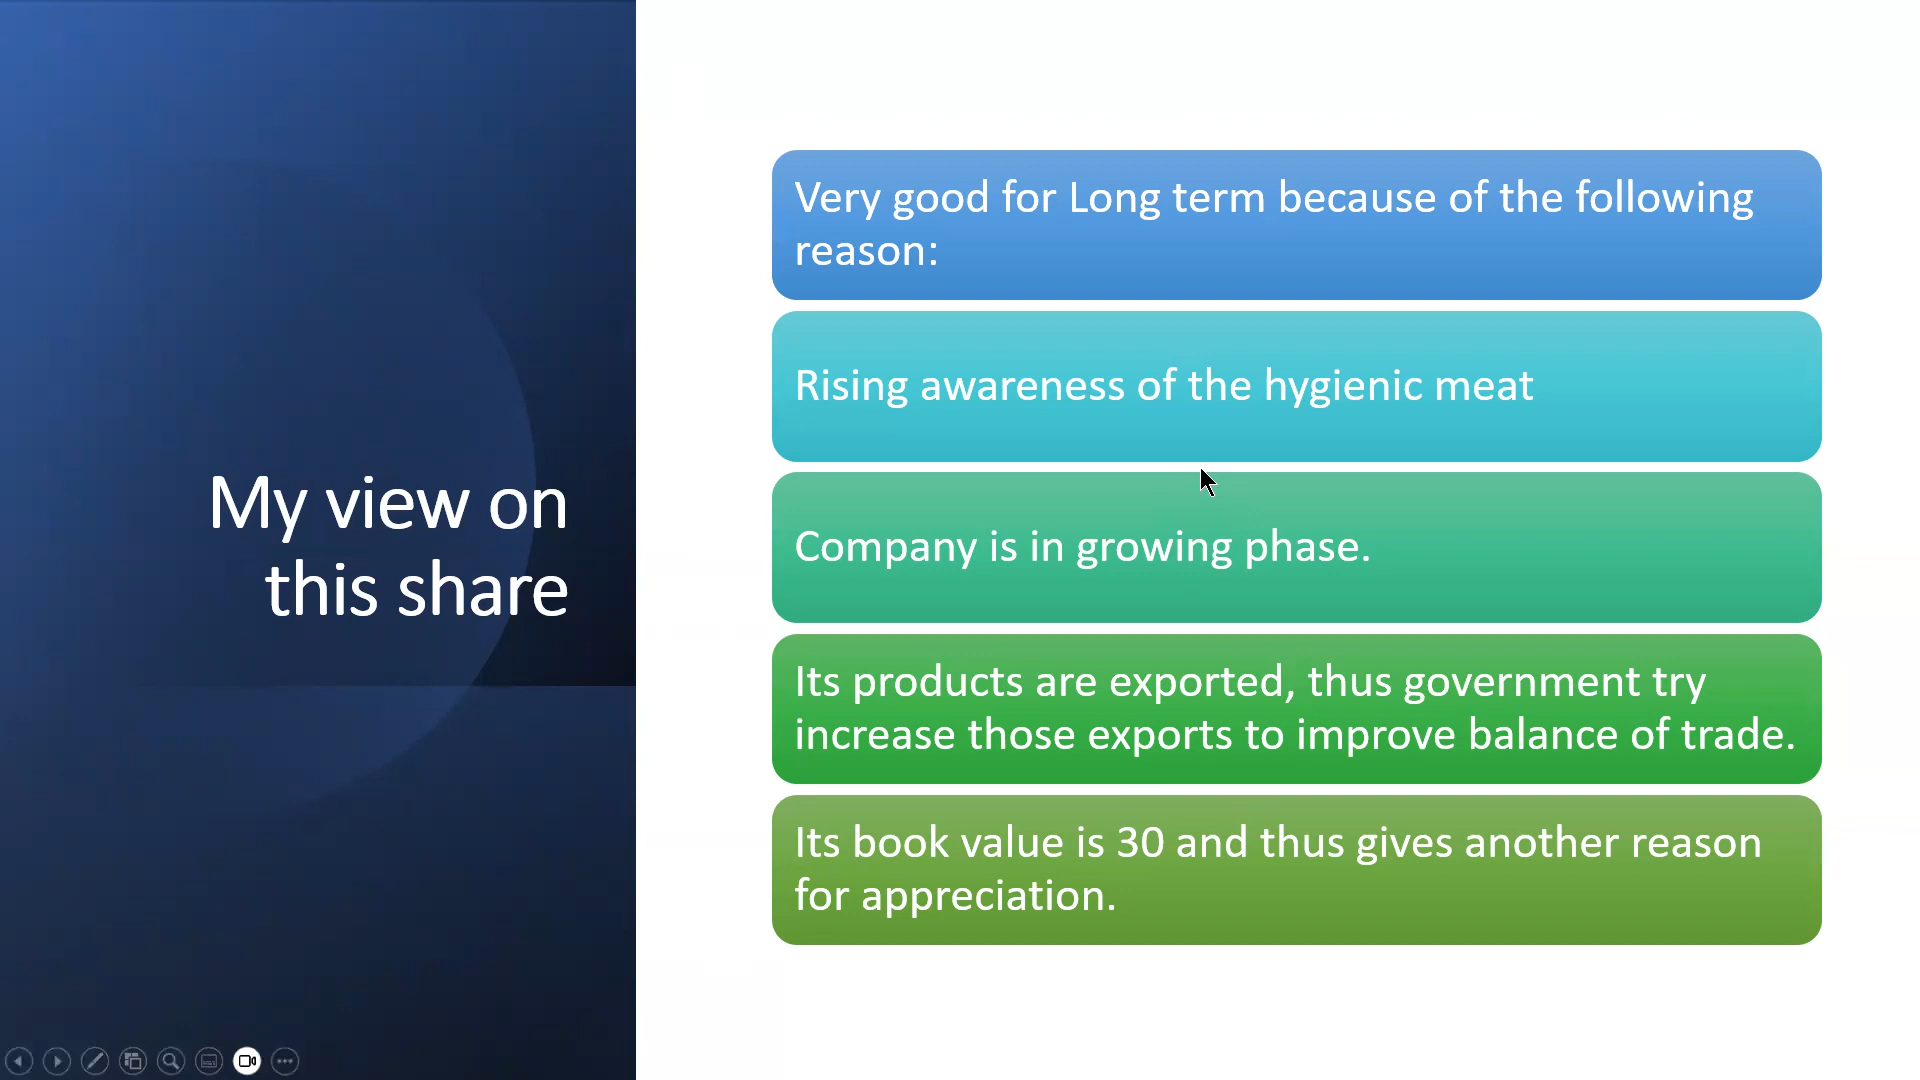 My view on
this share
Very good for Long term because of the following
reason:
Rising awareness of the hygienic meat
Company is in growing phase.
Its products are exported, thus government try
increase those exports to improve balance of trade.
Its book value is 30 and thus gives another reason
for appreciation.